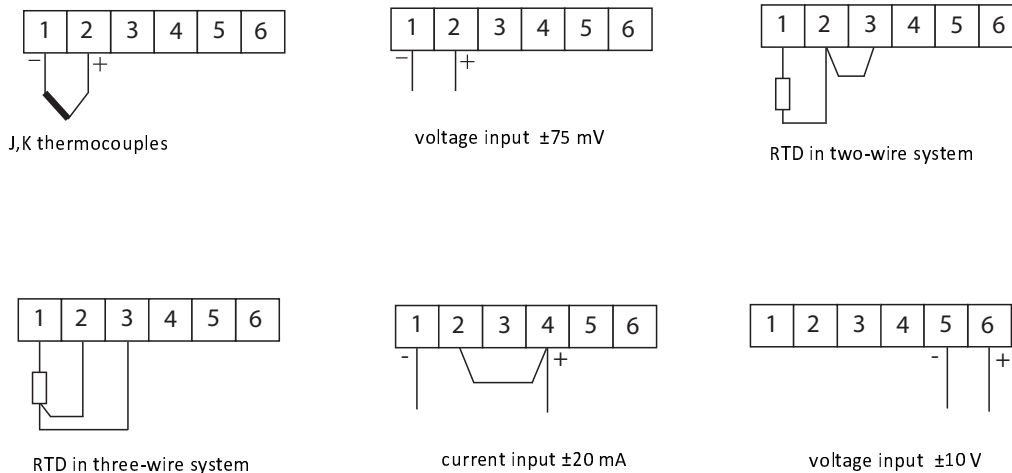 1 2 3 4 5 6
− +
J,K thermocouples
1 2 3 4 5 6
− +
voltage input ±75 mV
1 2 3 4 5 6
RTD in two-wire system
1 2 3 4 5 6
RTD in three-wire system
1 2 3 4 5 6
- +
current input ±20 mA
1 2 3 4 5 6
- +
voltage input ±10 V